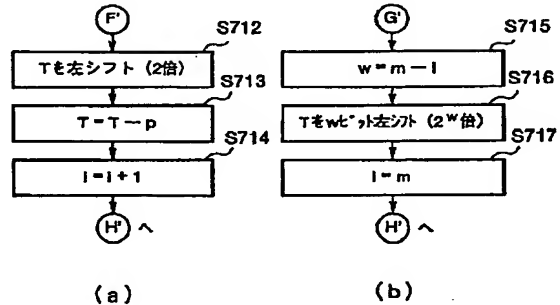 F'
S712
Tを左シフト (2倍)
S713
T=T−p
S714
i=i+1
H' へ
(a)
G'
S715
w=m−i
S716
Tをwビット左シフト (2^w倍)
S717
i=m
H' へ
(b)